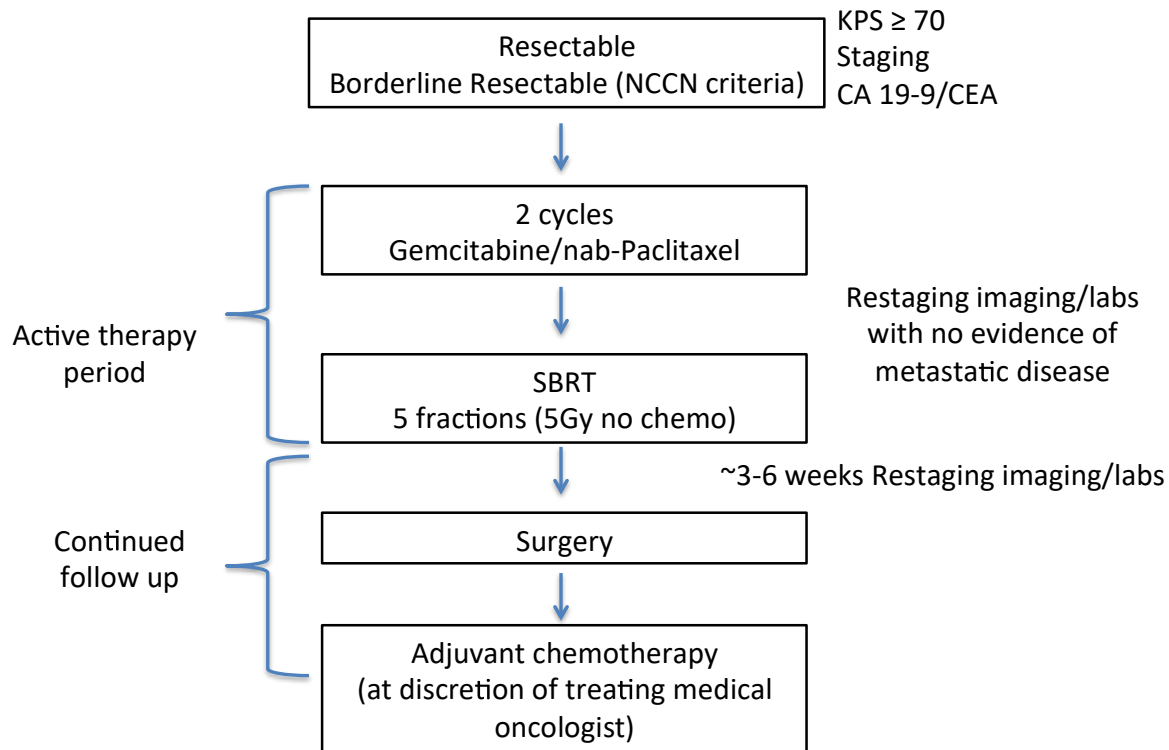 Resectable
Borderline Resectable (NCCN criteria)
KPS ≥ 70
Staging
CA 19-9/CEA
2 cycles
Gemcitabine/nab-Paclitaxel
Restaging imaging/labs
with no evidence of
metastatic disease
Active therapy
period
SBRT
5 fractions (5Gy no chemo)
~3-6 weeks Restaging imaging/labs
Surgery
Continued
follow up
Adjuvant chemotherapy
(at discretion of treating medical
oncologist)